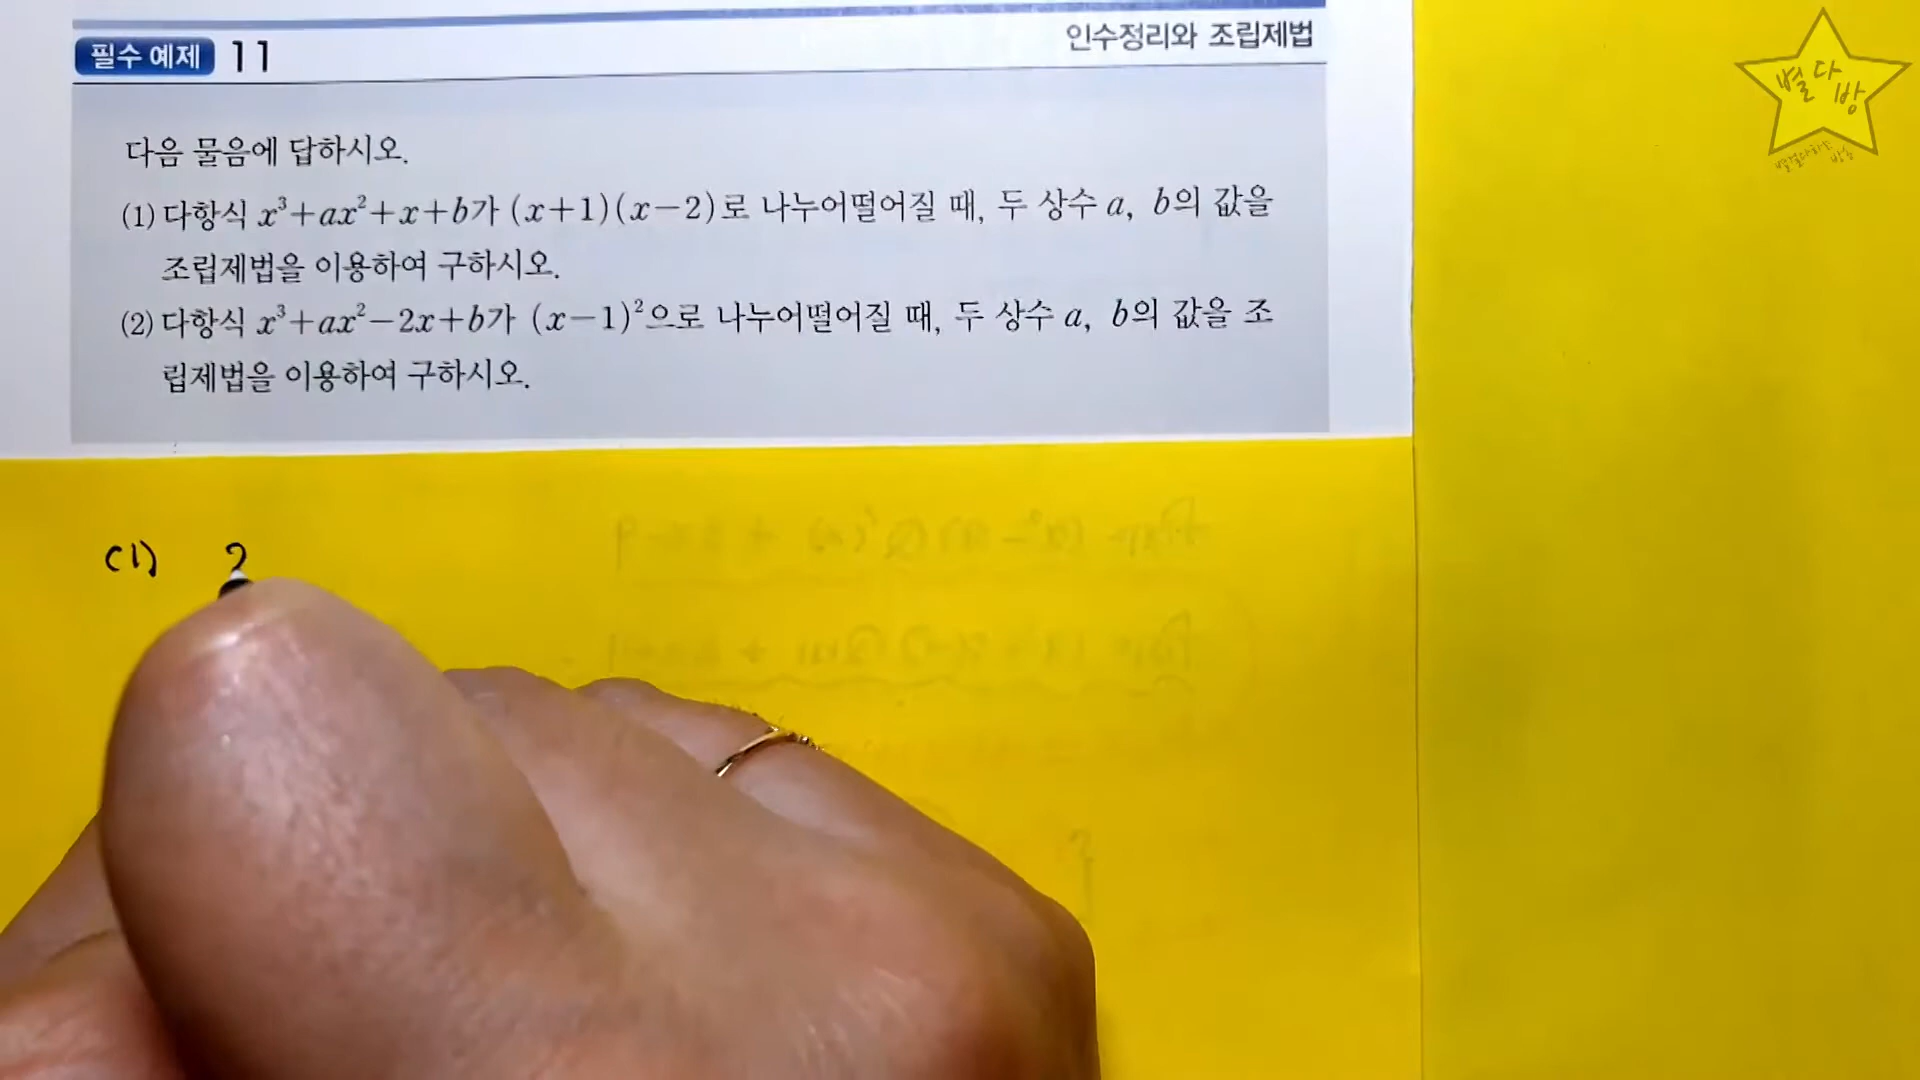 필수 예제 11
인수정리와 조립제법
별다방
다음 물음에 답하시오.
(1) 다항식 x³+ax²+x+b가 (x+1)(x-2)로 나누어떨어질 때, 두 상수 a, b의 값을
조립제법을 이용하여 구하시오.
(2) 다항식 x³+ax²-2x+b가 (x-1)²으로 나누어떨어질 때, 두 상수 a, b의 값을 조
립제법을 이용하여 구하시오.
(1) 2